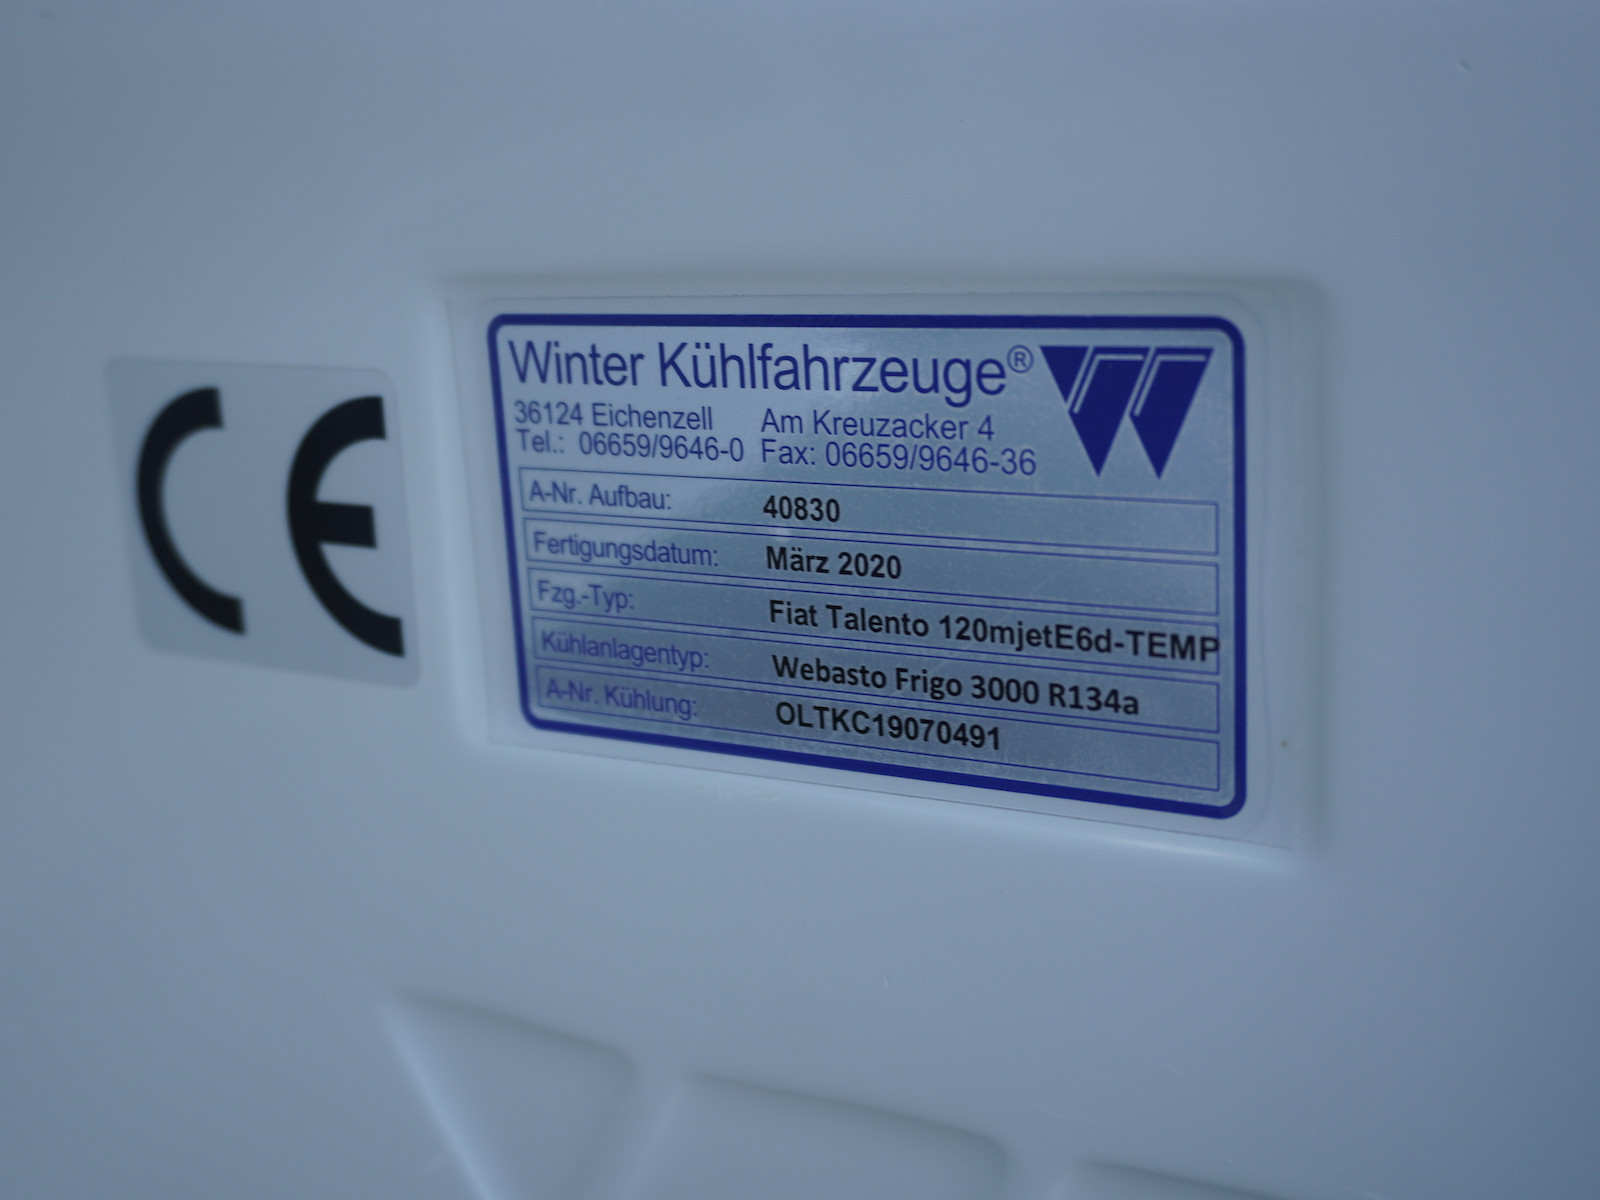 CE
Winter Kühlfahrzeuge®
36124 Eichenzell Am Kreuzacker 4
Tel.: 06659/9646-0 Fax: 06659/9646-36
A-Nr. Aufbau: 40830
Fertigungsdatum: März 2020
Fzg.-Typ: Fiat Talento 120mjetE6d-TEMP
Kühlanlagentyp: Webasto Frigo 3000 R134a
A-Nr. Kühlung: OLTKC19070491